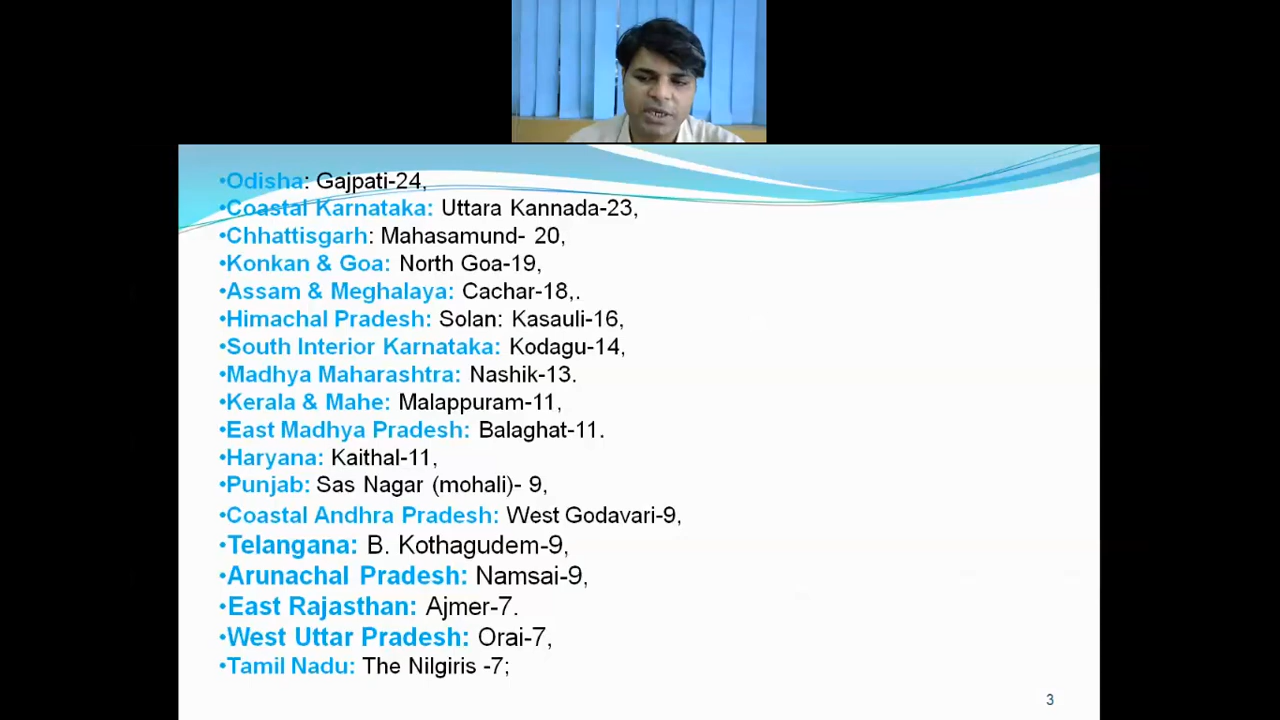 •Odisha: Gajpati-24,
•Coastal Karnataka: Uttara Kannada-23,
•Chhattisgarh: Mahasamund- 20,
•Konkan & Goa: North Goa-19,
•Assam & Meghalaya: Cachar-18,.
•Himachal Pradesh: Solan: Kasauli-16,
•South Interior Karnataka: Kodagu-14,
•Madhya Maharashtra: Nashik-13.
•Kerala & Mahe: Malappuram-11,
•East Madhya Pradesh: Balaghat-11.
•Haryana: Kaithal-11,
•Punjab: Sas Nagar (mohali)- 9,
•Coastal Andhra Pradesh: West Godavari-9,
•Telangana: B. Kothagudem-9,
•Arunachal Pradesh: Namsai-9,
•East Rajasthan: Ajmer-7.
•West Uttar Pradesh: Orai-7,
•Tamil Nadu: The Nilgiris -7;
3